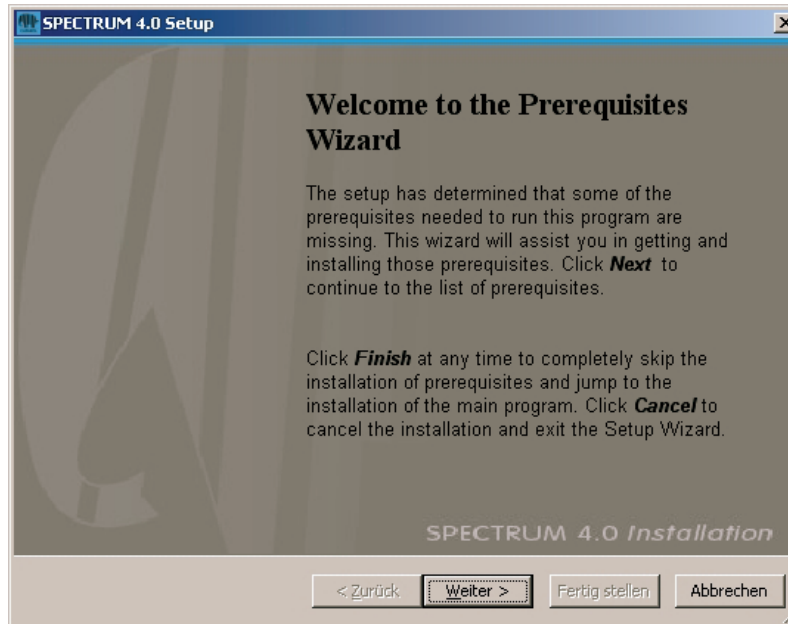 SPECTRUM 4.0 Setup
Welcome to the Prerequisites
Wizard
The setup has determined that some of the
prerequisites needed to run this program are
missing. This wizard will assist you in getting and
installing those prerequisites. Click Next to
continue to the list of prerequisites.
Click Finish at any time to completely skip the
installation of prerequisites and jump to the
installation of the main program. Click Cancel to
cancel the installation and exit the Setup Wizard.
SPECTRUM 4.0 Installation
< Zurück Weiter > Fertig stellen Abbrechen